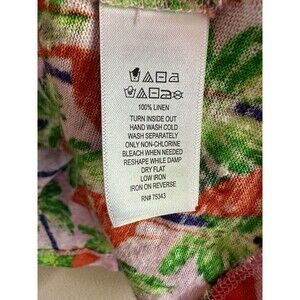 100% LINEN
TURN INSIDE OUT
HAND WASH COLD
WASH SEPARATELY
ONLY NON-CHLORINE
BLEACH WHEN NEEDED
RESHAPE WHILE DAMP
DRY FLAT
LOW IRON
IRON ON REVERSE
RN# 75343